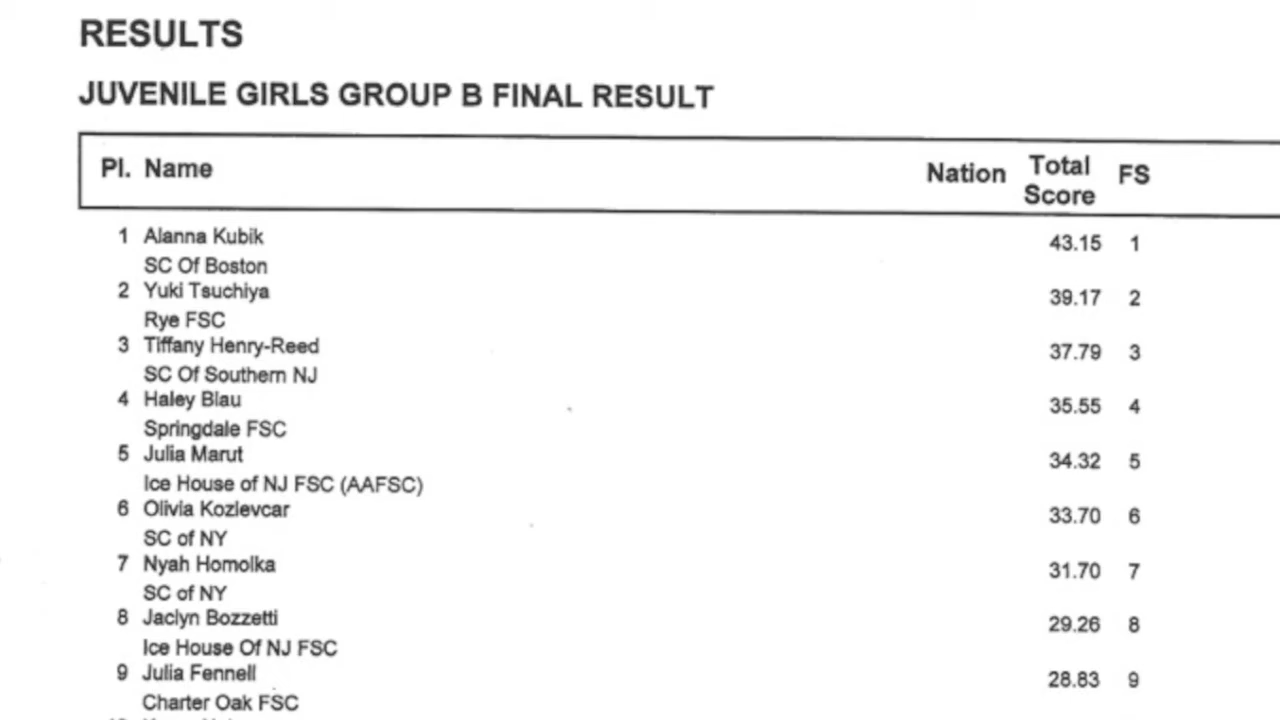 RESULTS
JUVENILE GIRLS GROUP B FINAL RESULT
Pl. Name Nation Total Score FS
1 Alanna Kubik 43.15 1
SC Of Boston
2 Yuki Tsuchiya 39.17 2
Rye FSC
3 Tiffany Henry-Reed 37.79 3
SC Of Southern NJ
4 Haley Blau 35.55 4
Springdale FSC
5 Julia Marut 34.32 5
Ice House of NJ FSC (AAFSC)
6 Olivia Kozlevcar 33.70 6
SC of NY
7 Nyah Homolka 31.70 7
SC of NY
8 Jaclyn Bozzetti 29.26 8
Ice House Of NJ FSC
9 Julia Fennell 28.83 9
Charter Oak FSC